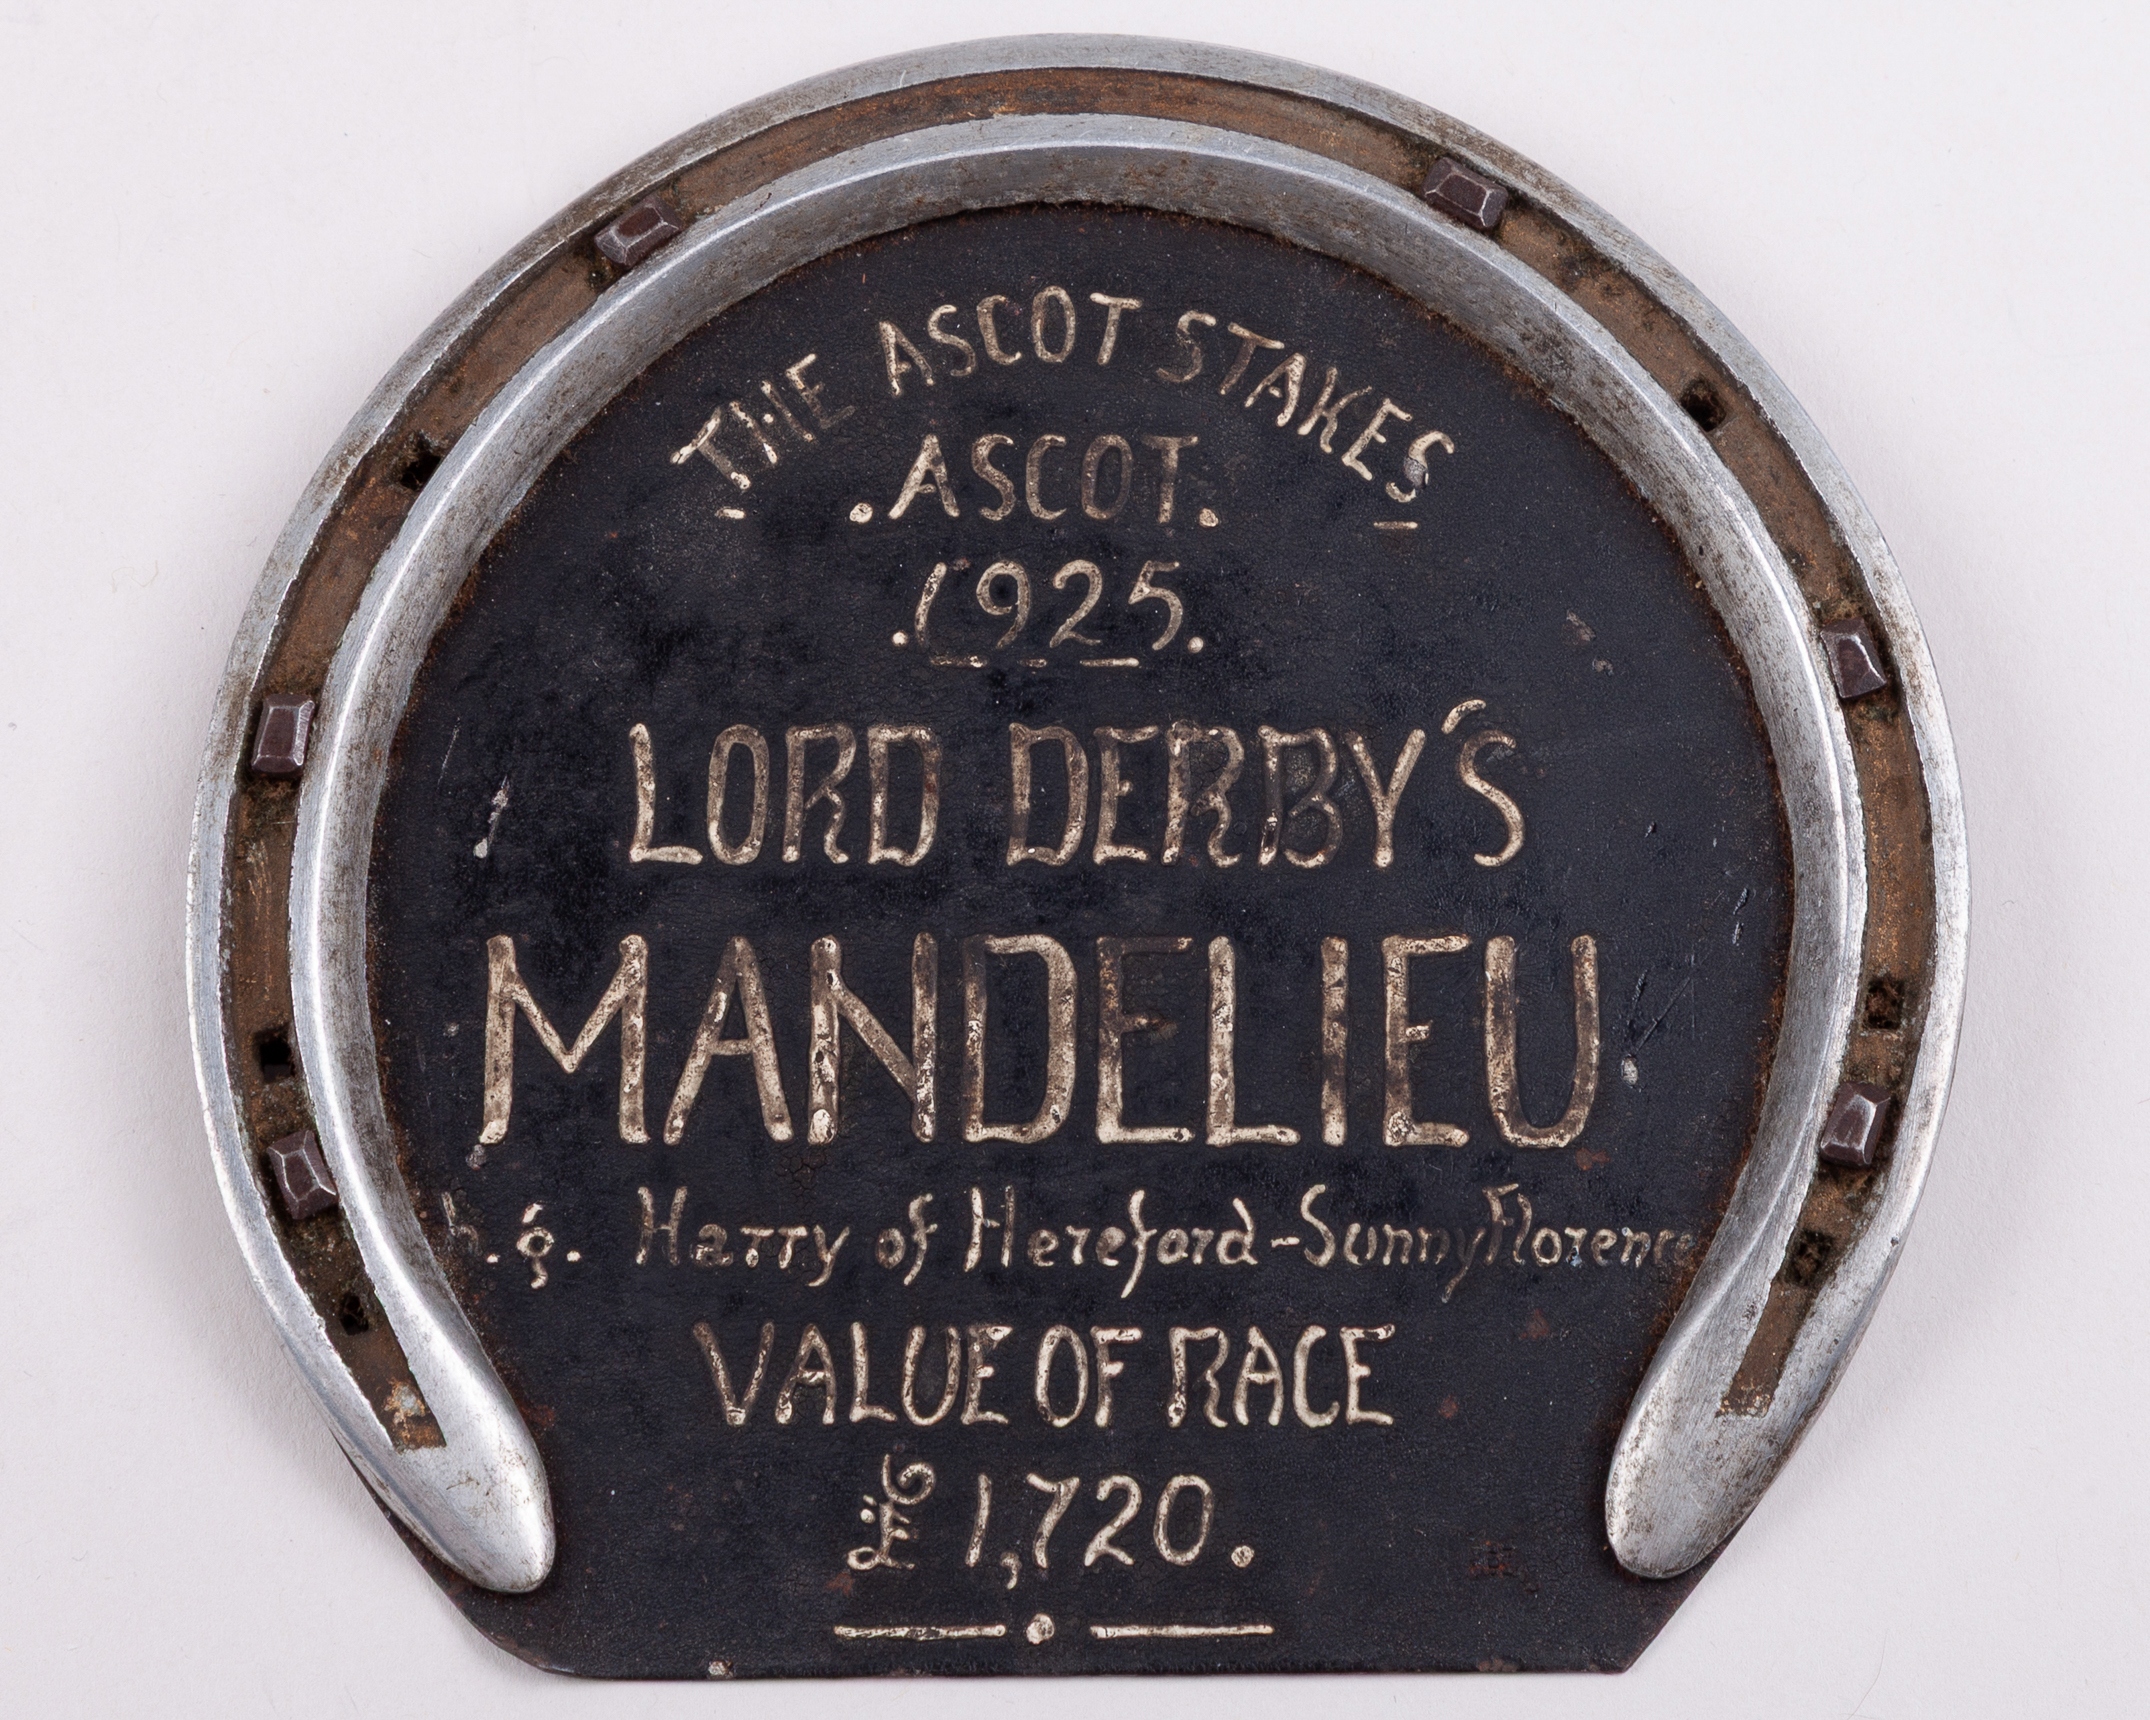 THE ASCOT STAKES
.ASCOT.
.1925.
LORD DERBY'S
MANDELIEU
b.g. Harry of Hereford-Sunny Florence
VALUE OF RACE
£1,720.